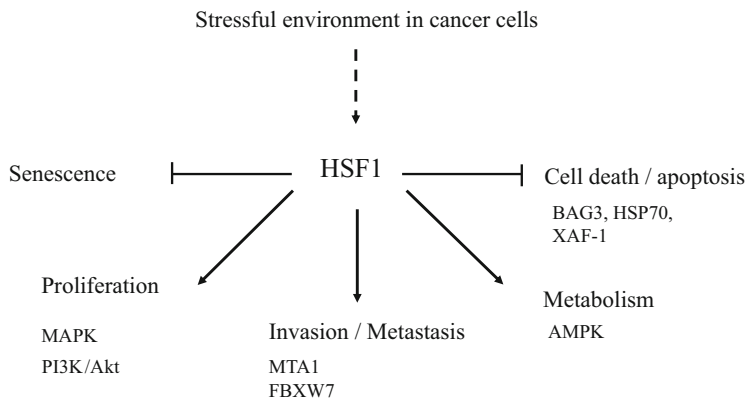 Stressful environment in cancer cells
Senescence
HSF1
Cell death / apoptosis
BAG3, HSP70,
XAF-1
Proliferation
MAPK
PI3K/Akt
Invasion / Metastasis
MTA1
FBXW7
Metabolism
AMPK